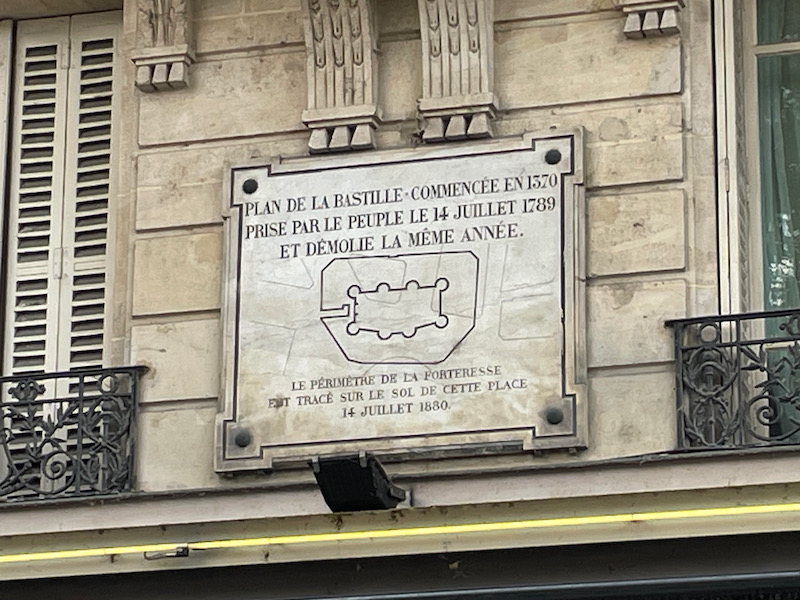 PLAN DE LA BASTILLE - COMMENCÉE EN 1370
PRISE PAR LE PEUPLE LE 14 JUILLET 1789
ET DÉMOLIE LA MÊME ANNÉE.
LE PÉRIMÈTRE DE LA FORTERESSE
EST TRACÉ SUR LE SOL DE CETTE PLACE
14 JUILLET 1880.